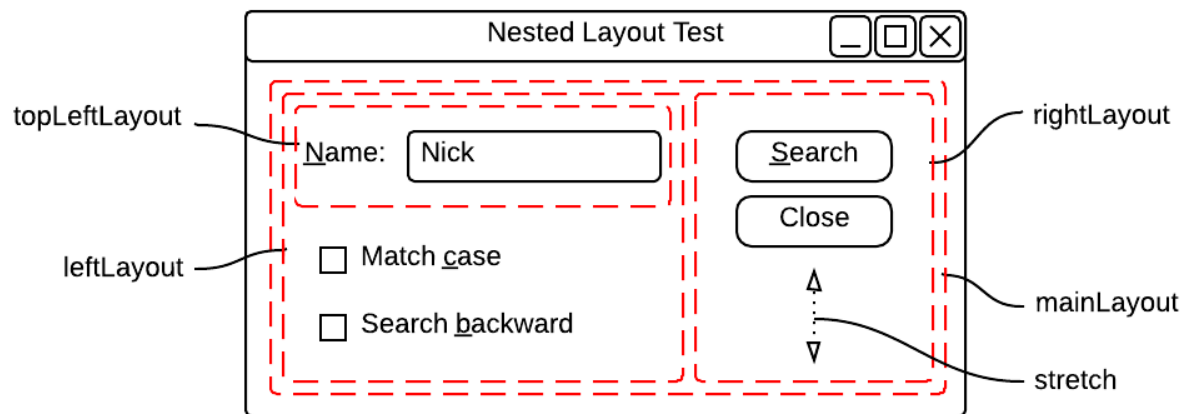 Nested Layout Test
topLeftLayout
Name: Nick
Search
rightLayout
Close
leftLayout
Match case
Search backward
mainLayout
stretch